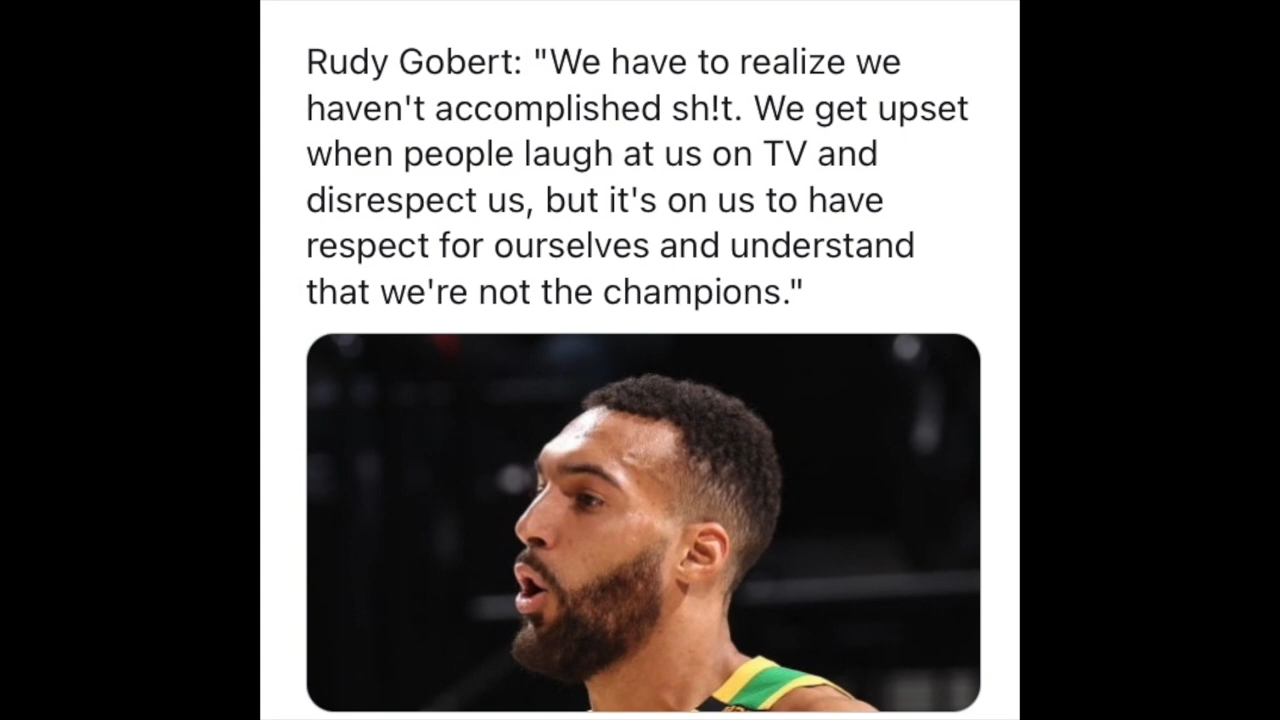 Rudy Gobert: "We have to realize we
haven't accomplished sh!t. We get upset
when people laugh at us on TV and
disrespect us, but it's on us to have
respect for ourselves and understand
that we're not the champions."